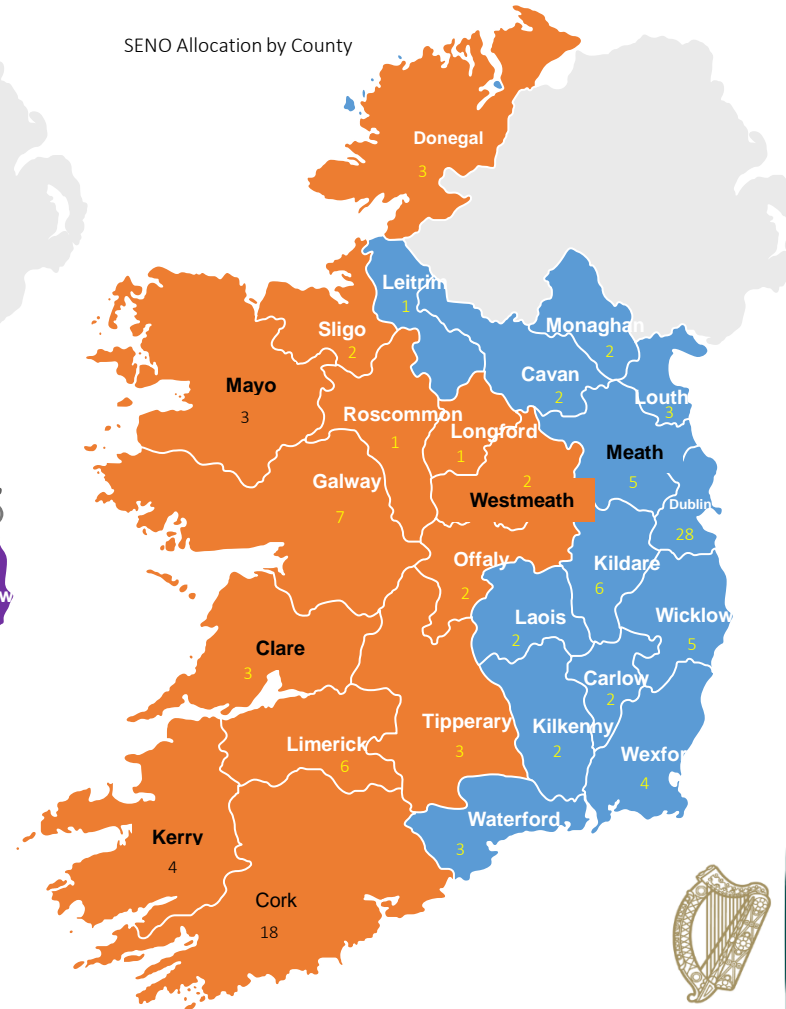 SENO Allocation by County
Donegal
3
Leitrim
1
Monaghan
2
Sligo
2
Cavan
2
Louth
3
Mayo
3
Roscommon
1
Longford
1
Meath
5
Galway
7
2
Westmeath
Dublin
28
Offaly
2
Kildare
6
Laois
2
Wicklow
5
w
Clare
3
Carlow
2
Tipperary
3
Kilkenny
2
Limerick
6
Wexfor
4
Waterford
3
Kerry
4
Cork
18